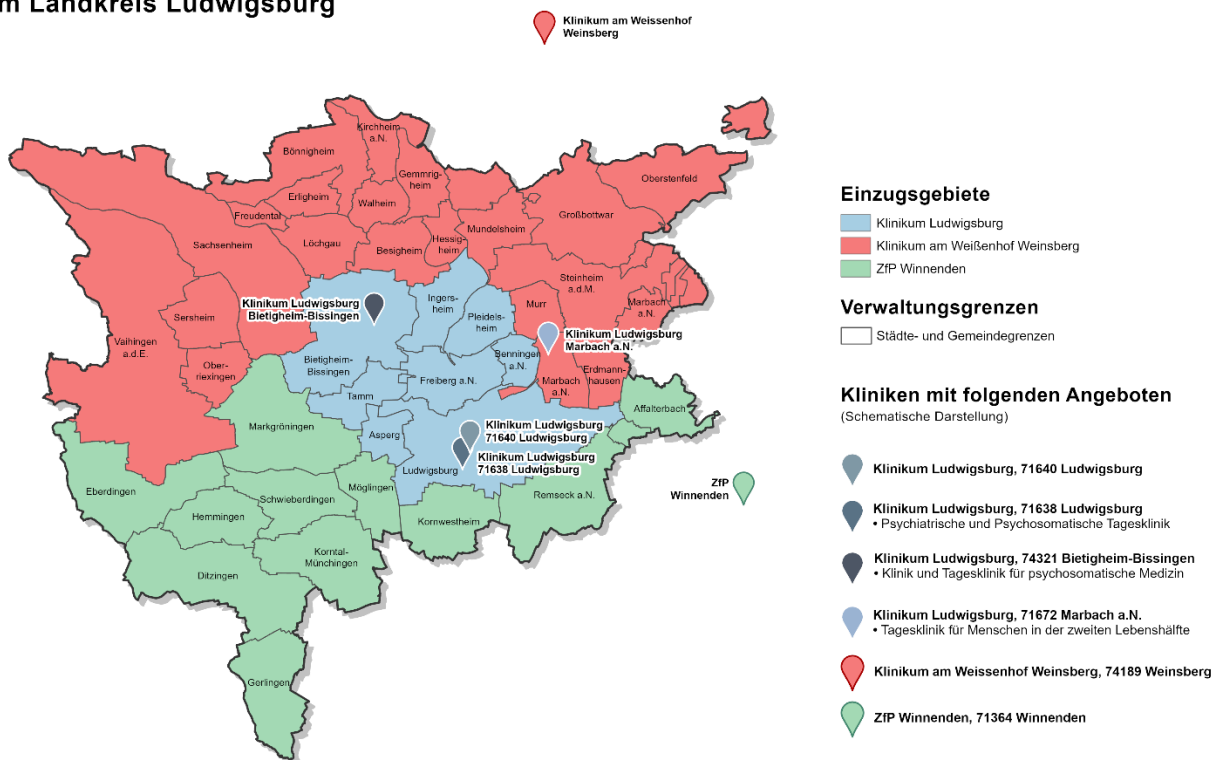 m Landkreis Ludwigsburg
Klinikum am Weissenhof
Weinsberg
Kirchheim
a.N.
Bönnigheim
Gemmrig-
heim
Oberstenfeld
Erligheim
Walheim
Freudental
Großbottwar
Mundelsheim
Sachsenheim
Löchgau
Besigheim
Hessig-
heim
Steinheim
a.d.M.
Klinikum Ludwigsburg
Bietigheim-Bissingen
Ingers-
heim
Murr
Marbach
a.N.
Sersheim
Pleidels-
heim
Klinikum Ludwigsburg
Marbach a.N.
Vaihingen
a.d.E.
Bietigheim-
Bissingen
Benningen
a.N.
Ober-
riexingen
Freiberg a.N.
Marbach
a.N.
Erdmann-
hausen
Tamm
Affalterbach
Markgröningen
Asperg
Klinikum Ludwigsburg
71640 Ludwigsburg
Klinikum Ludwigsburg
71638 Ludwigsburg
Ludwigsburg
ZfP
Winnenden
Eberdingen
Möglingen
Schwieberdingen
Remseck a.N.
Hemmingen
Kornwestheim
Korntal-
Münchingen
Ditzingen
Gerlingen
Einzugsgebiete
Klinikum Ludwigsburg
Klinikum am Weißenhof Weinsberg
ZfP Winnenden
Verwaltungsgrenzen
Städte- und Gemeindegrenzen
Kliniken mit folgenden Angeboten
(Schematische Darstellung)
Klinikum Ludwigsburg, 71640 Ludwigsburg
Klinikum Ludwigsburg, 71638 Ludwigsburg
• Psychiatrische und Psychosomatische Tagesklinik
Klinikum Ludwigsburg, 74321 Bietigheim-Bissingen
• Klinik und Tagesklinik für psychosomatische Medizin
Klinikum Ludwigsburg, 71672 Marbach a.N.
• Tagesklinik für Menschen in der zweiten Lebenshälfte
Klinikum am Weissenhof Weinsberg, 74189 Weinsberg
ZfP Winnenden, 71364 Winnenden